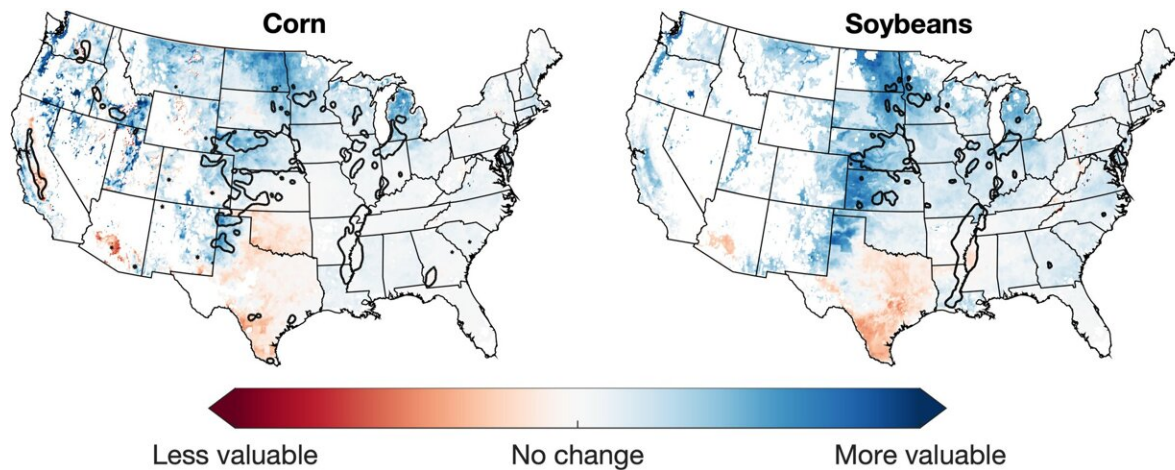 Corn
Soybeans
Less valuable
No change
More valuable